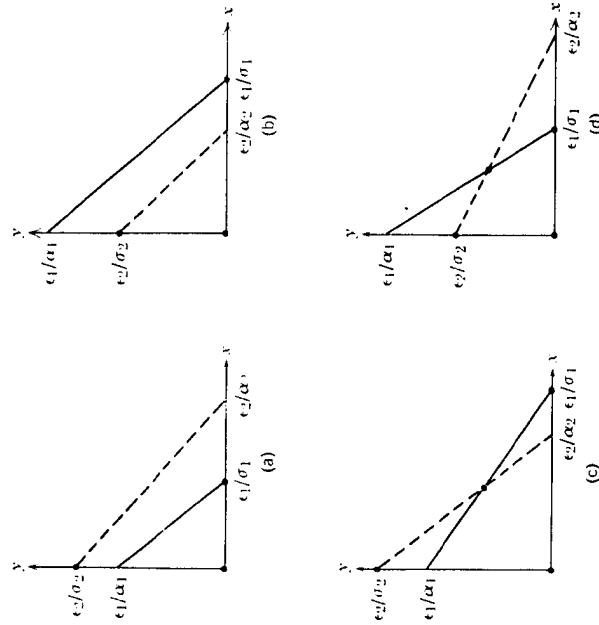 y
ϵ₂/σ₂
ϵ₁/α₁
ϵ₁/σ₁ ϵ₂/α₂ x
(a)
y
ϵ₁/α₁
ϵ₂/σ₂
ϵ₂/α₂ ϵ₁/σ₁ x
(b)
y
ϵ₂/σ₂
ϵ₁/α₁
ϵ₂/α₂ ϵ₁/σ₁ x
(c)
y
ϵ₁/α₁
ϵ₂/σ₂
ϵ₁/σ₁ ϵ₂/α₂ x
(d)